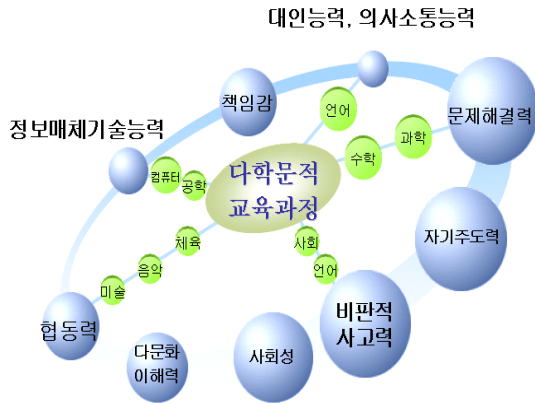 대인능력, 의사소통능력
책임감
언어
문제해결력
과학
수학
정보매체기술능력
컴퓨터
공학
다학문적
교육과정
자기주도력
체육
사회
음악
언어
미술
비판적
사고력
협동력
다문화
이해력
사회성